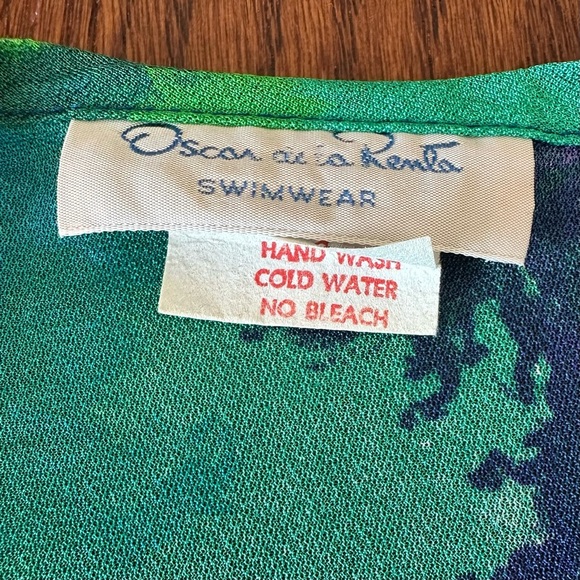 Oscar de la Renta
SWIMWEAR
HAND WASH
COLD WATER
NO BLEACH